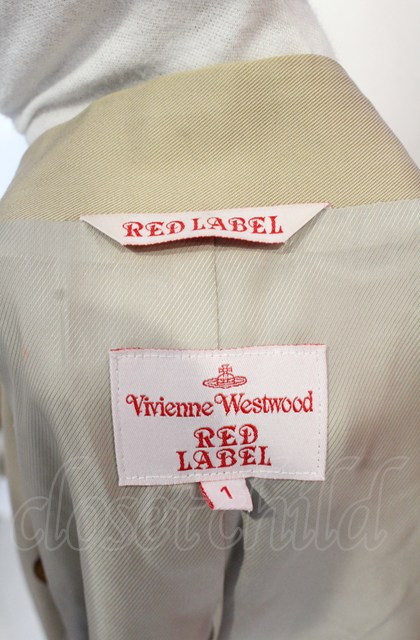 RED LABEL
Vivienne Westwood
RED
LABEL
1
closet child